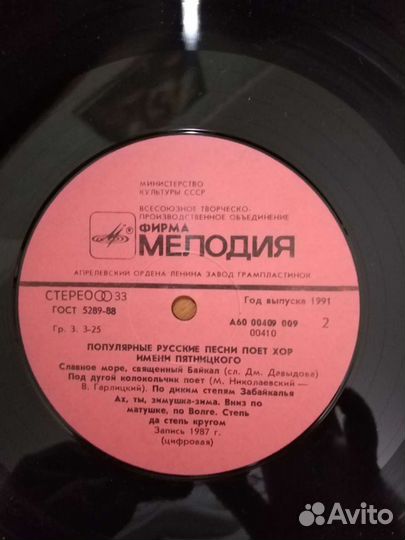 МИНИСТЕРСТВО
КУЛЬТУРЫ СССР
ВСЕСОЮЗНОЕ ТВОРЧЕСКО-
ПРОИЗВОДСТВЕННОЕ ОБЪЕДИНЕНИЕ
ФИРМА
МЕЛОДИЯ
АПРЕЛЕВСКИЙ ОРДЕНА ЛЕНИНА ЗАВОД ГРАМПЛАСТИНОК
СТЕРЕО 33
Год выпуска 1991
ГОСТ 5289-88
А60 00409 009
2
Гр. 3. 3-25
00410
ПОПУЛЯРНЫЕ РУССКИЕ ПЕСНИ ПОЕТ ХОР
ИМЕНИ ПЯТНИЦКОГО
Славное море, священный Байкал (сл. Дм. Давыдова)
Под дугой колокольчик поет (М. Николаевский —
В. Гарлицкий). По диким степям Забайкалья
Ах, ты, зимушка-зима. Вниз по
матушке, по Волге. Степь
да степь кругом
Запись 1987 г.
(цифровая)
Avito